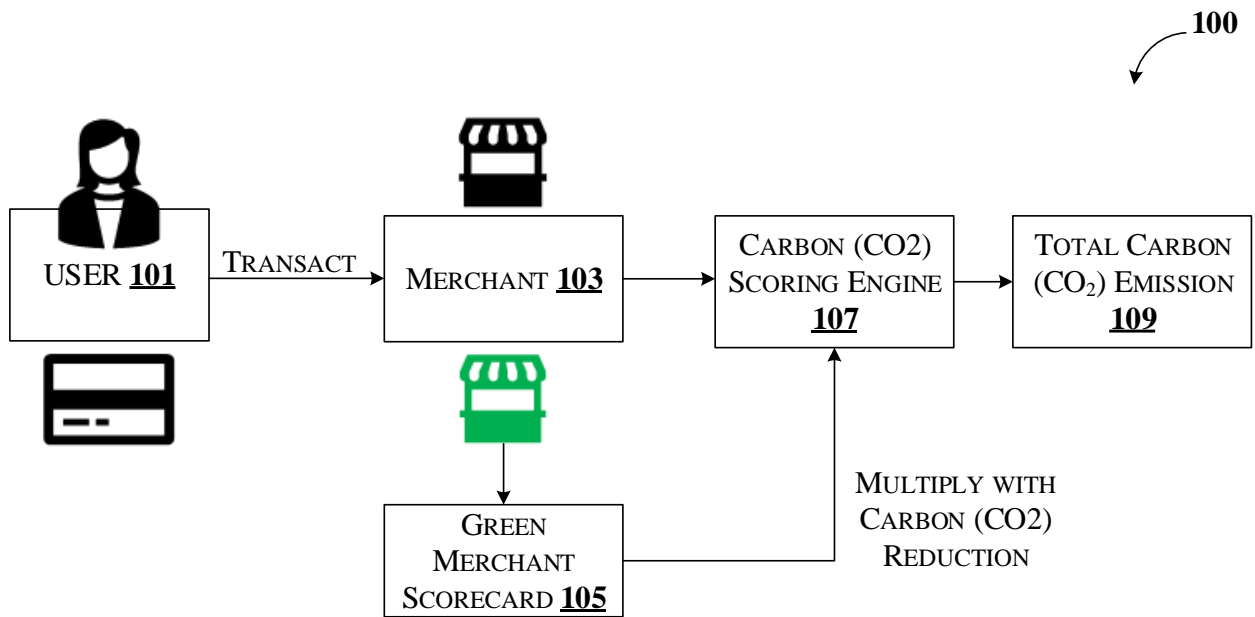 100
USER 101
TRANSACT
MERCHANT 103
CARBON (CO2)
SCORING ENGINE
107
TOTAL CARBON
(CO₂) EMISSION
109
GREEN
MERCHANT
SCORECARD 105
MULTIPLY WITH
CARBON (CO2)
REDUCTION